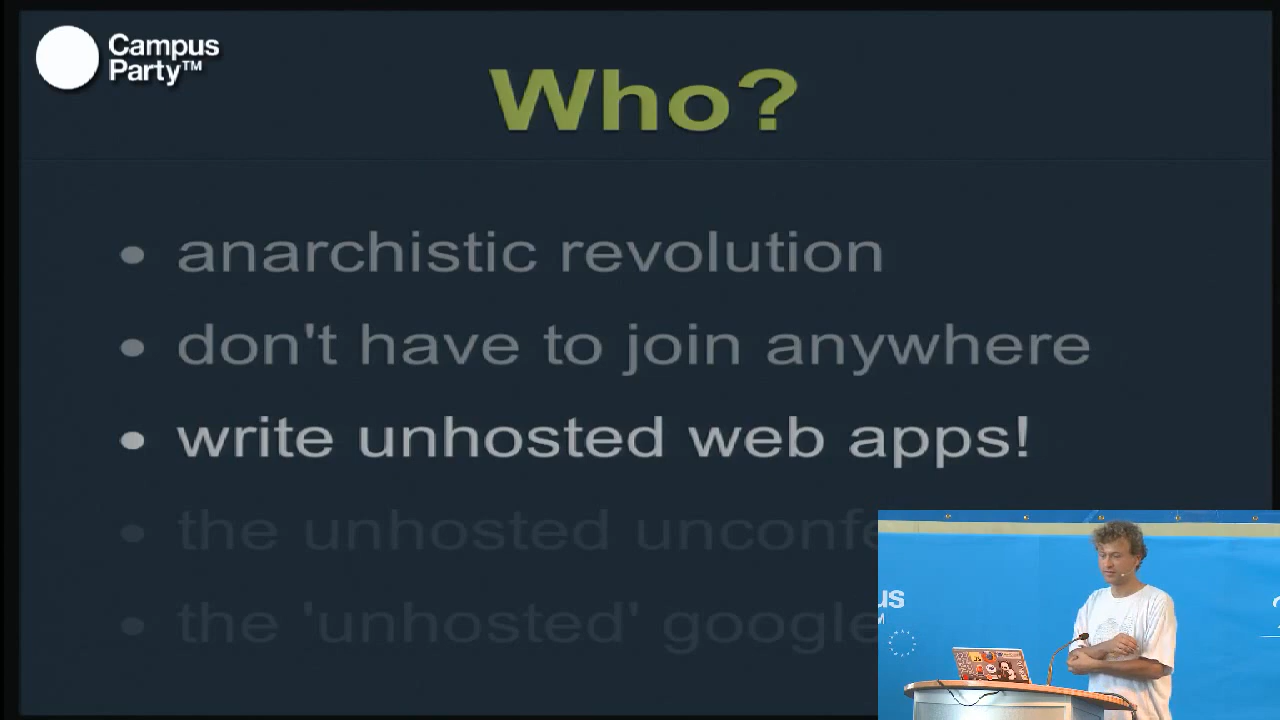 Campus
Party™
Who?
• anarchistic revolution
• don't have to join anywhere
• write unhosted web apps!
• the unhosted
• the 'unhosted' google